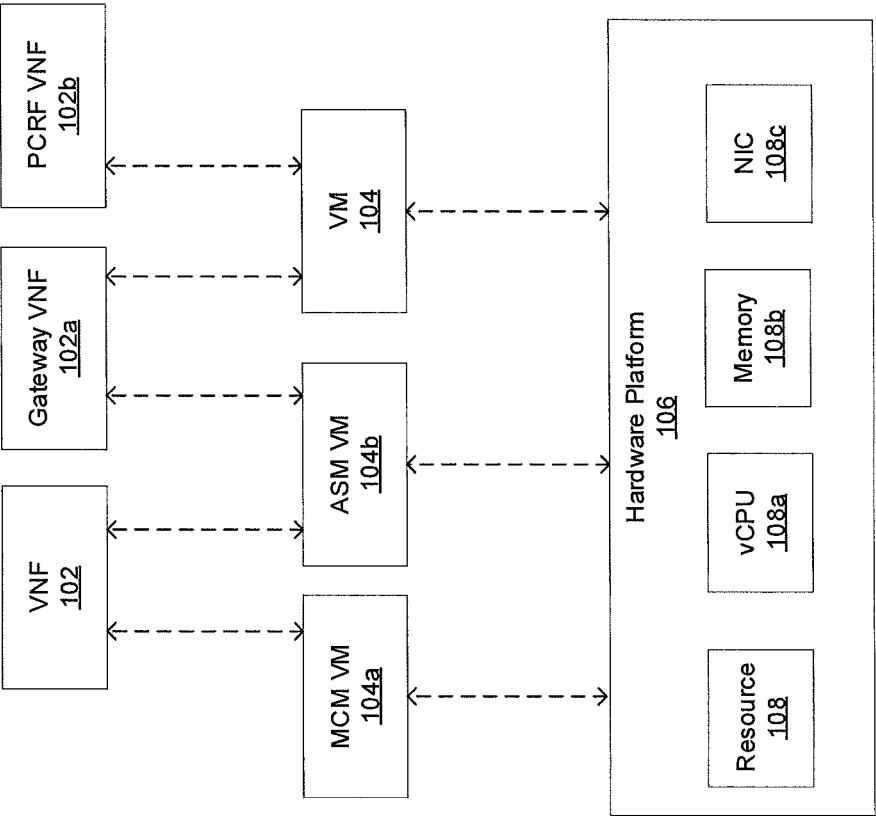 VNF
102
Gateway VNF
102a
PCRF VNF
102b
MCM VM
104a
ASM VM
104b
VM
104
Hardware Platform
106
Resource
108
vCPU
108a
Memory
108b
NIC
108c